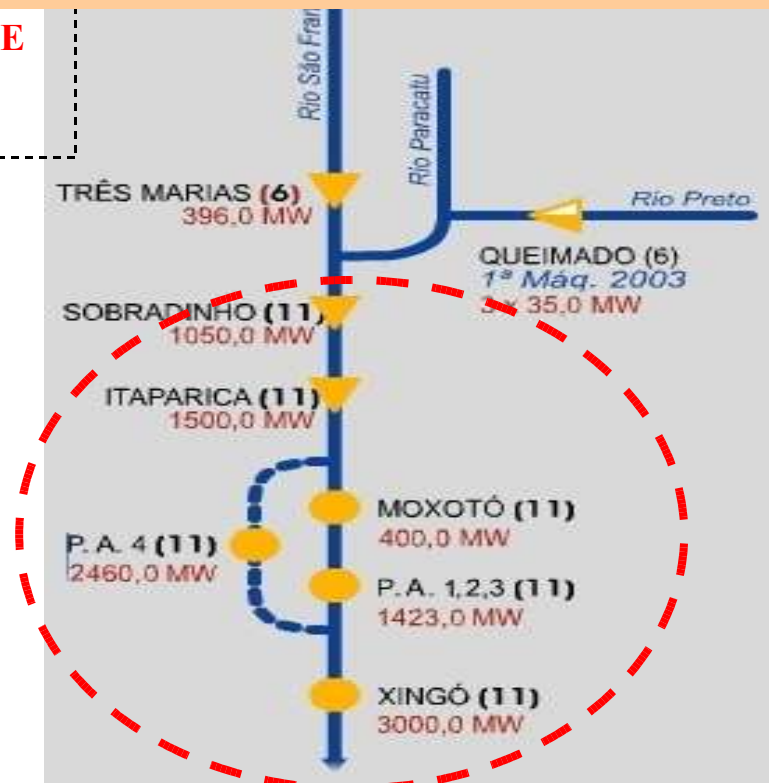 E
Rio São Fran
Rio Paracatu
TRÊS MARIAS (6)
396,0 MW
Rio Preto
QUEIMADO (6)
1ª Máq. 2003
3 x 35,0 MW
SOBRADINHO (11)
1050,0 MW
ITAPARICA (11)
1500,0 MW
MOXOTÓ (11)
400,0 MW
P. A. 4 (11)
2460,0 MW
P. A. 1,2,3 (11)
1423,0 MW
XINGÓ (11)
3000,0 MW